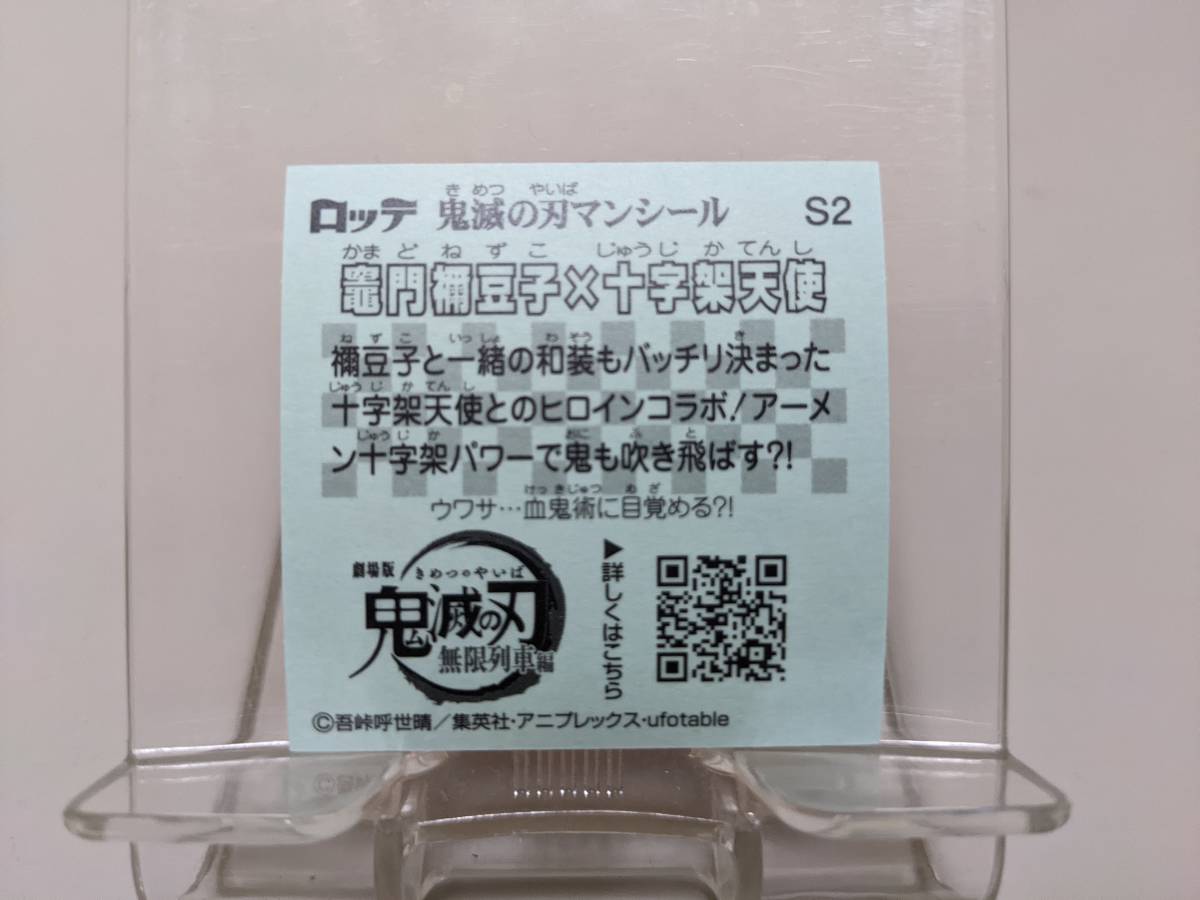 ロッテ 鬼滅の刃マンシール S2
きめつ やいば
かまどねずこ じゅうじかてんし
竈門禰豆子×十字架天使
ねずこ いっしょ わそう き
禰豆子と一緒の和装もバッチリ決まった
じゅうじかてんし
十字架天使とのヒロインコラボ!アーメ
じゅうじか おに ふ と
ン十字架パワーで鬼も吹き飛ばす?!
けっきじゅつ めざ
ウワサ…血鬼術に目覚める?!
劇場版 きめつのやいば
鬼滅の刃
無限列車編
▶詳しくはこちら
©吾峠呼世晴/集英社・アニプレックス・ufotable